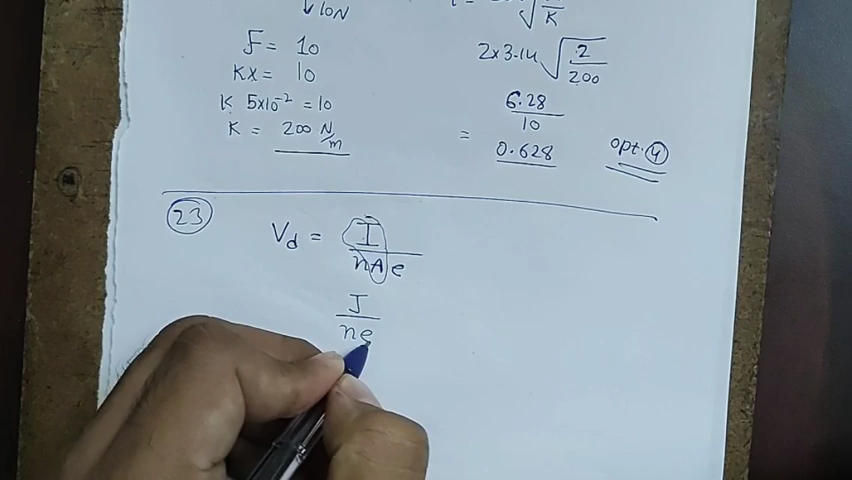 10N
F = 10
KX = 10
K 5x10⁻² = 10
K = 200 N/m
K
2x3.14 √(2/200)
6.28/10
= 0.628
opt. 4
23
Vd = I/nAe
J/ne